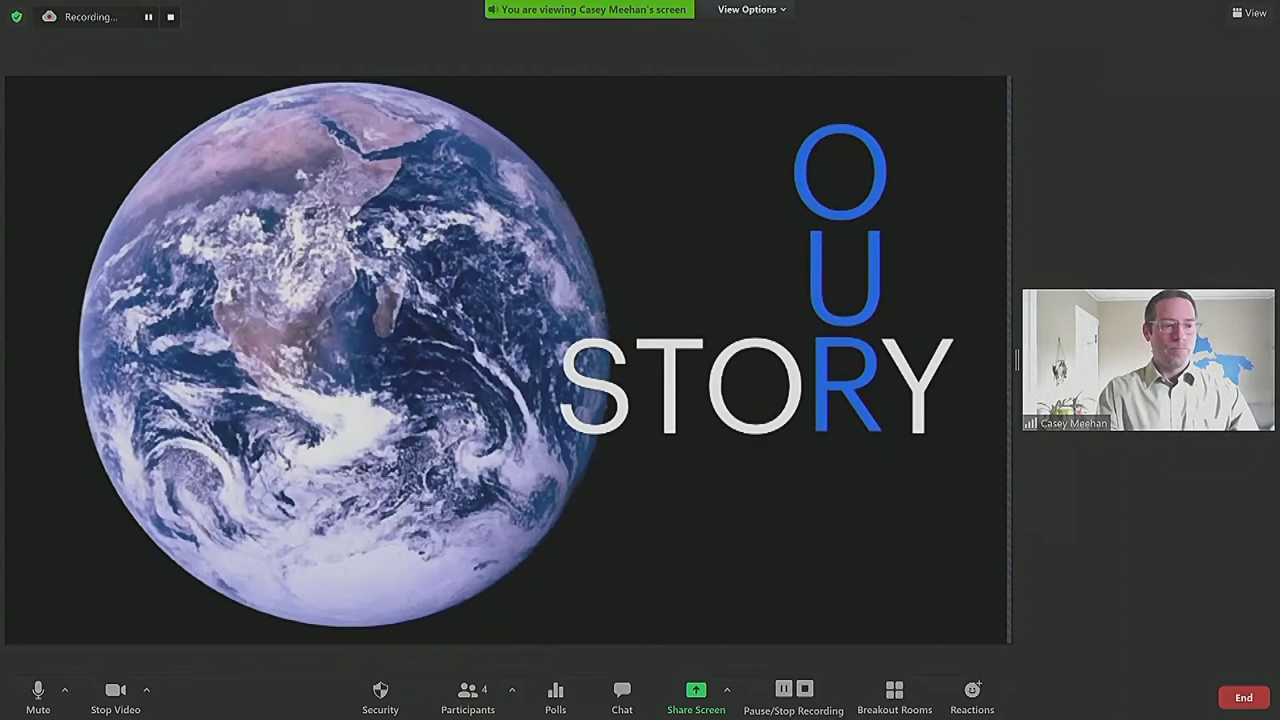 Recording...
You are viewing Casey Meehan's screen
View Options
View
OUR
STORY
Casey Meehan
Mute
Stop Video
Security
4
Participants
Polls
Chat
Share Screen
Pause/Stop Recording
Breakout Rooms
Reactions
End